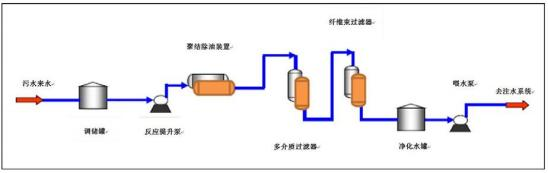 污水来水
调储罐
反应提升泵
聚结除油装置
多介质过滤器
纤维束过滤器
净化水罐
喂水泵
去注水系统